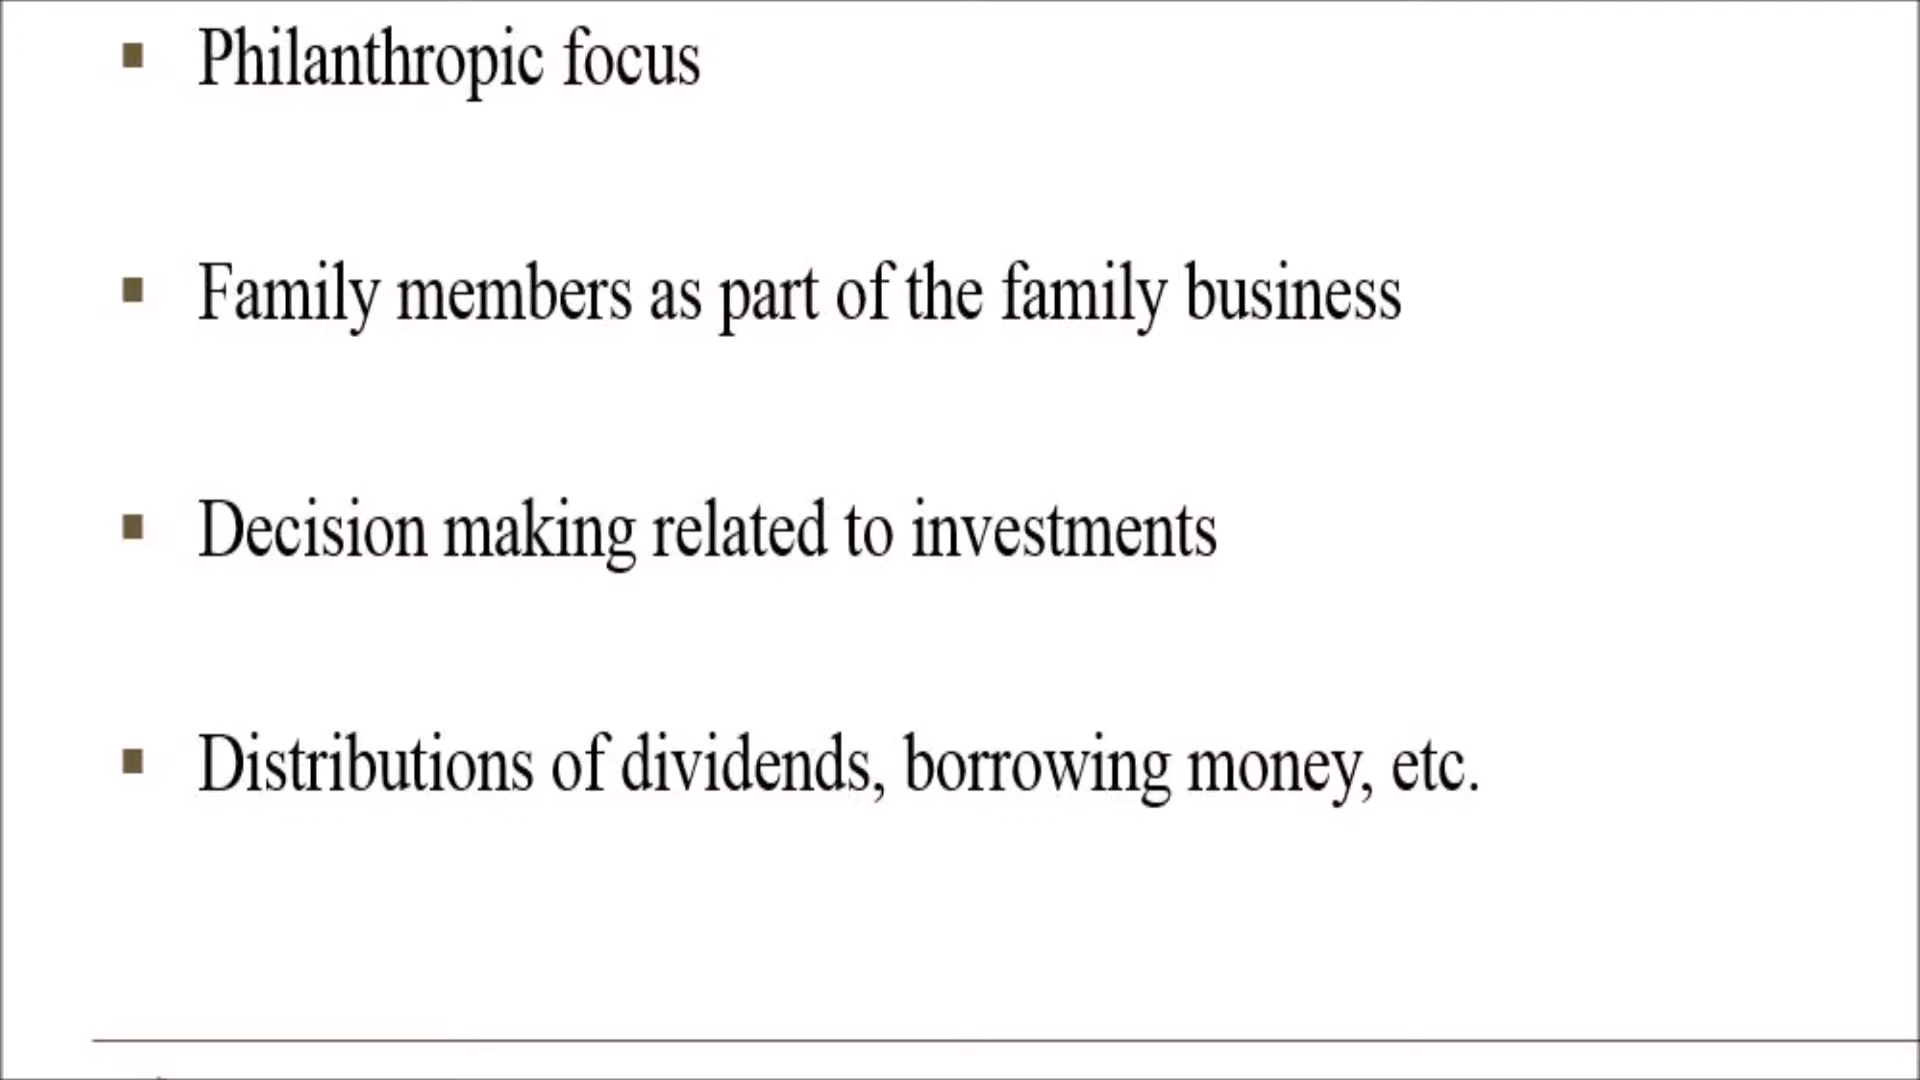 Philanthropic focus
Family members as part of the family business
Decision making related to investments
Distributions of dividends, borrowing money, etc.